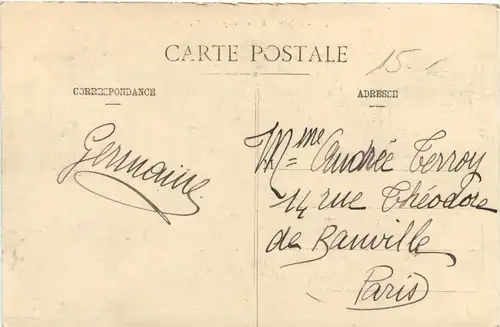 CARTE POSTALE
15-
CORRESPONDANCE
ADRESSE
Germaine
Mme Andrée Terroy
14 rue Théodore
de Banville
Paris